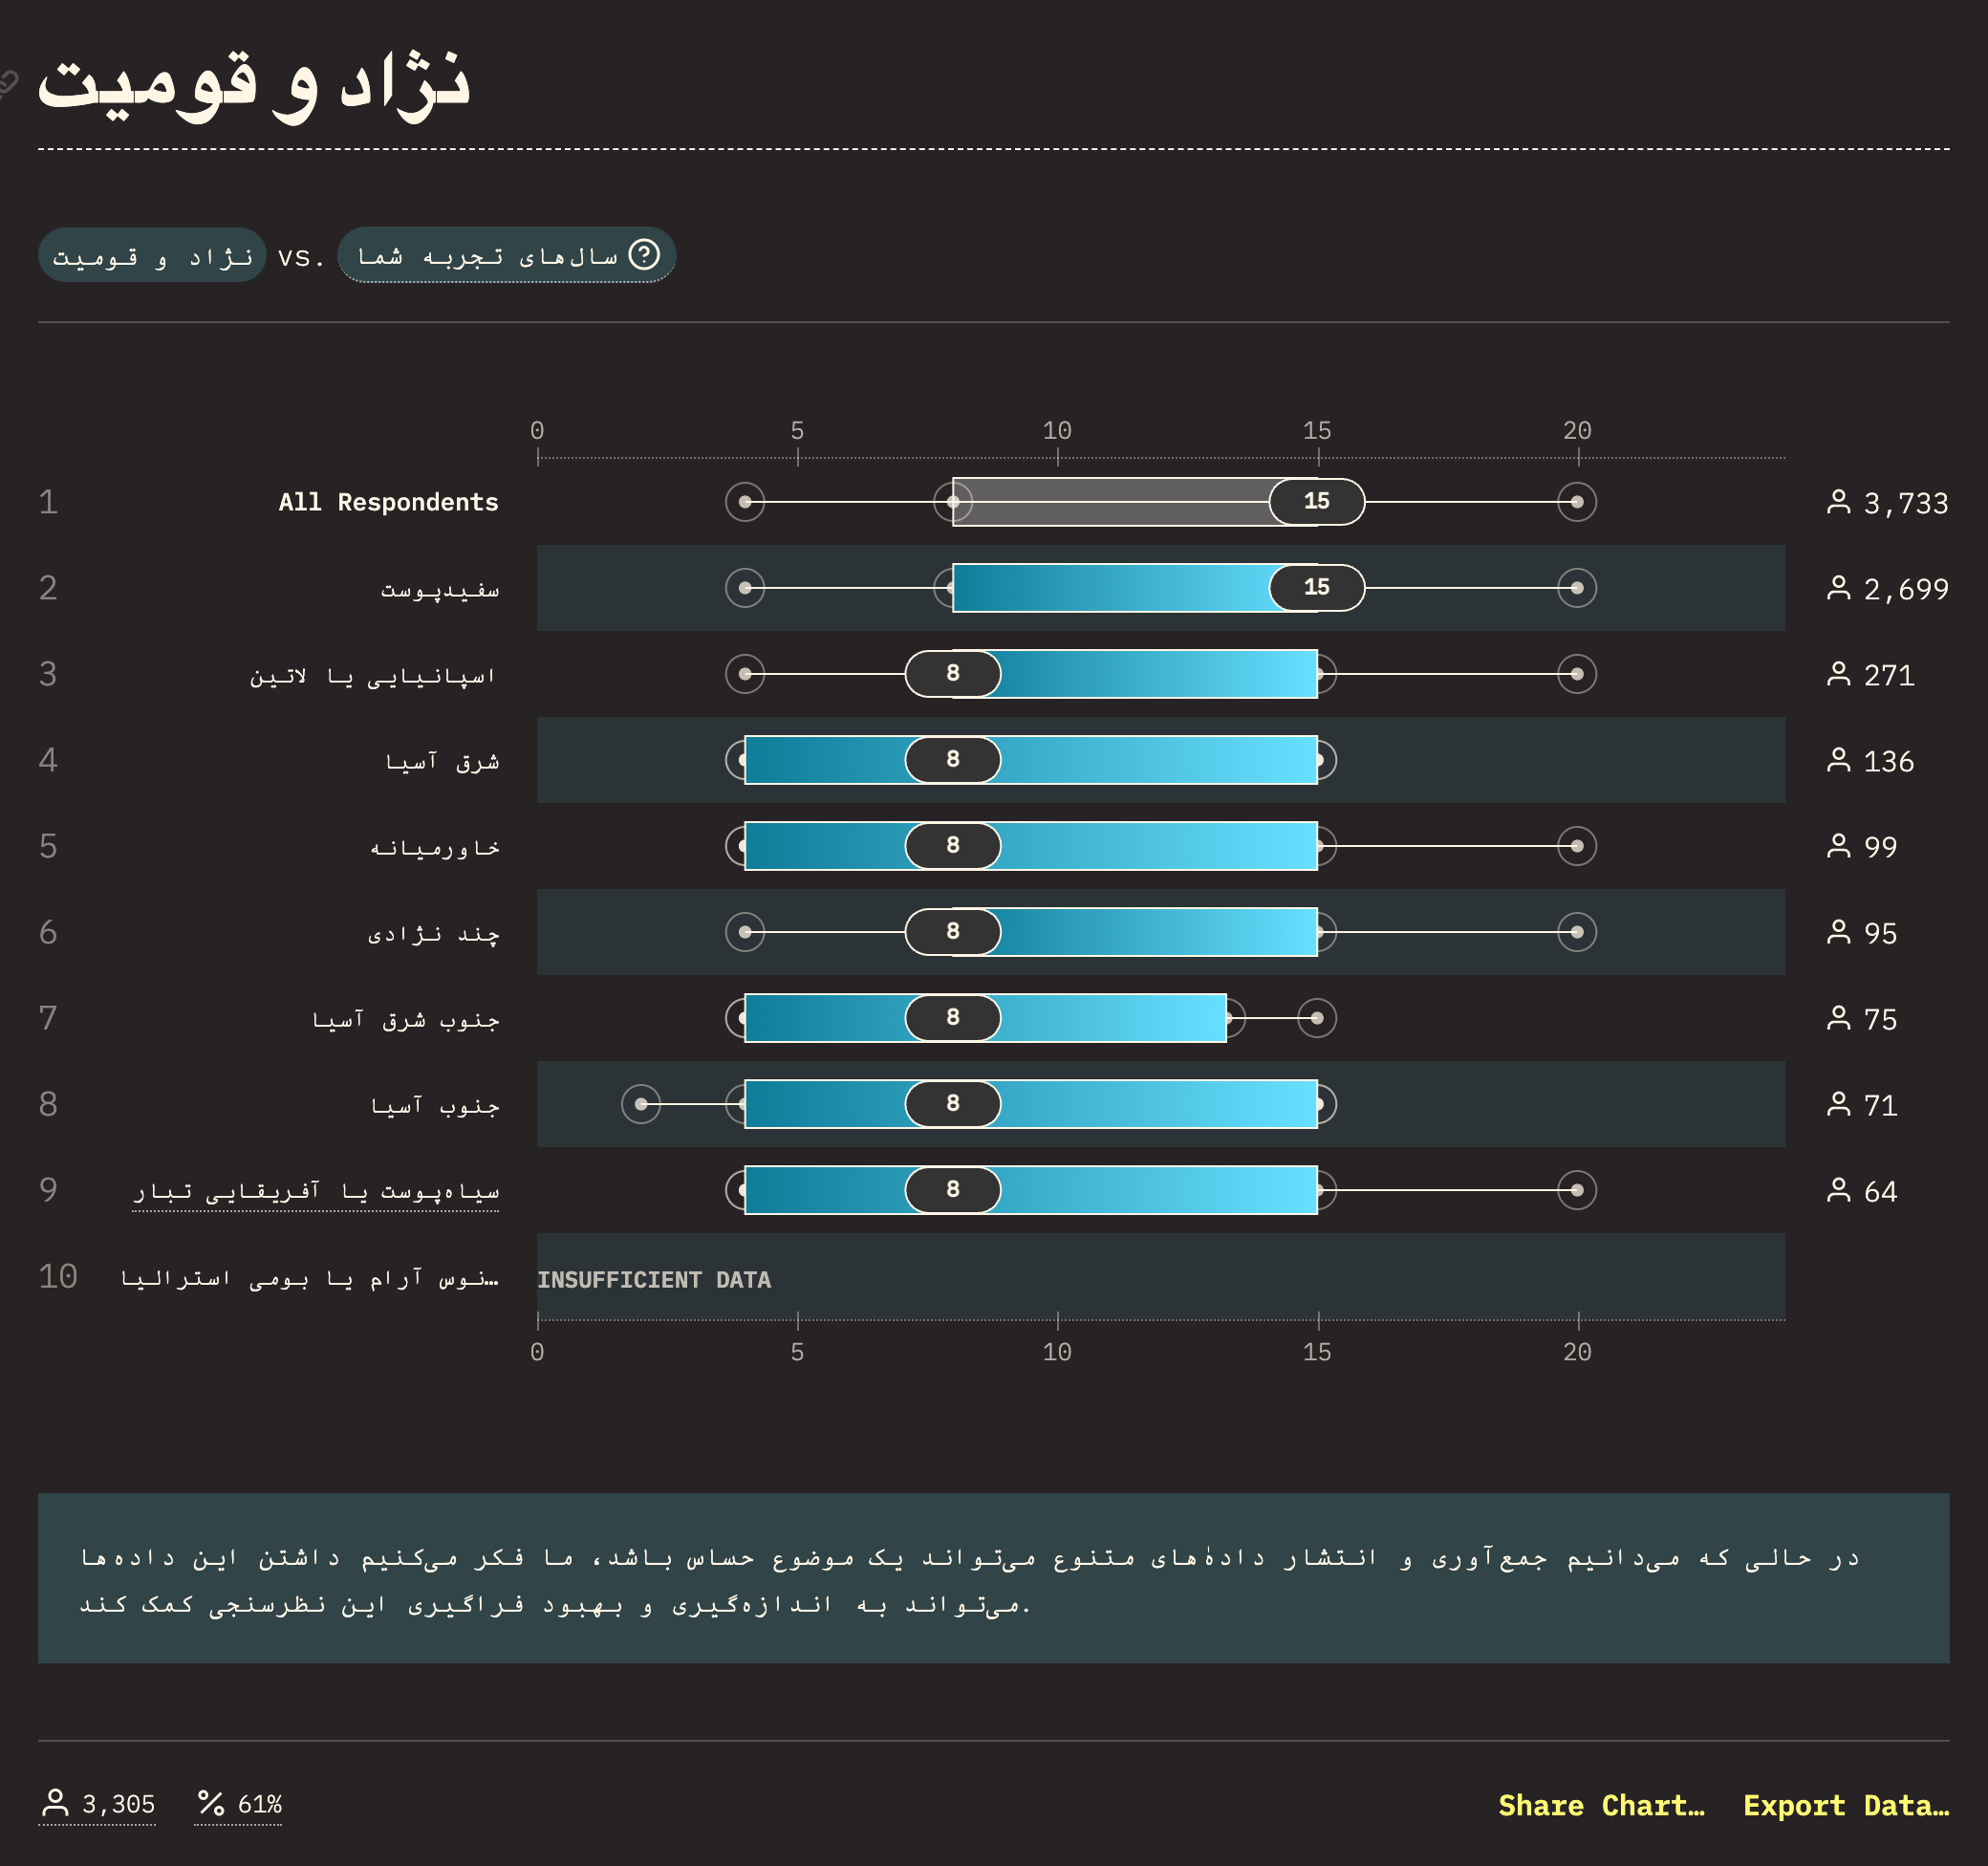 نژاد و قومیت
نژاد و قومیت vs. سال‌های تجربه شما
0 5 10 15 20
1 All Respondents 15 3,733
2 سفیدپوست 15 2,699
3 اسپانیایی یا لاتین 8 271
4 شرق آسیا 8 136
5 خاورمیانه 8 99
6 چند نژادی 8 95
7 جنوب شرق آسیا 8 75
8 جنوب آسیا 8 71
9 سیاه‌پوست یا آفریقایی تبار 8 64
10 نوس آرام یا بومی استرالیا… INSUFFICIENT DATA
0 5 10 15 20
در حالی که می‌دانیم جمع‌آوری و انتشار دادهٔ‌های متنوع می‌تواند یک موضوع حساس باشد، ما فکر می‌کنیم داشتن این داده‌ها
می‌تواند به اندازه‌گیری و بهبود فراگیری این نظرسنجی کمک کند.
3,305 61% Share Chart… Export Data…